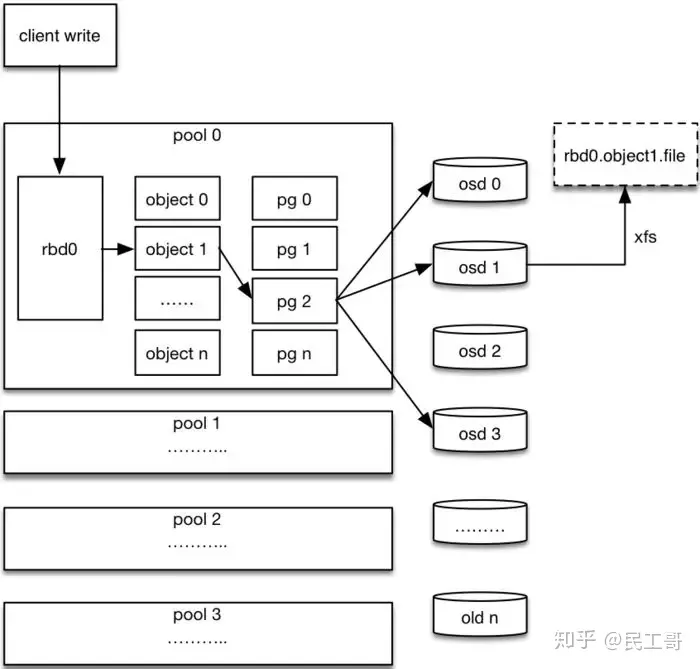 client write
pool 0
rbd0
object 0
object 1
……
object n
pg 0
pg 1
pg 2
pg n
osd 0
osd 1
osd 2
osd 3
………
old n
rbd0.object1.file
xfs
pool 1
………..
pool 2
………..
pool 3
………..
知乎 @民工哥